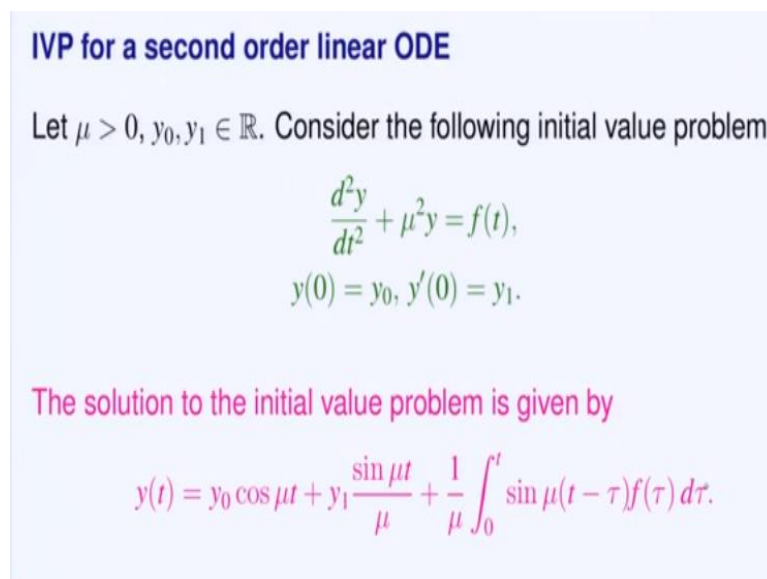 IVP for a second order linear ODE
Let μ > 0, y₀, y₁ ∈ ℝ. Consider the following initial value problem
d²y/dt² + μ²y = f(t),
y(0) = y₀, y′(0) = y₁.
The solution to the initial value problem is given by
y(t) = y₀ cos μt + y₁ sin μt/μ + 1/μ ∫₀ᵗ sin μ(t − τ)f(τ) dτ.